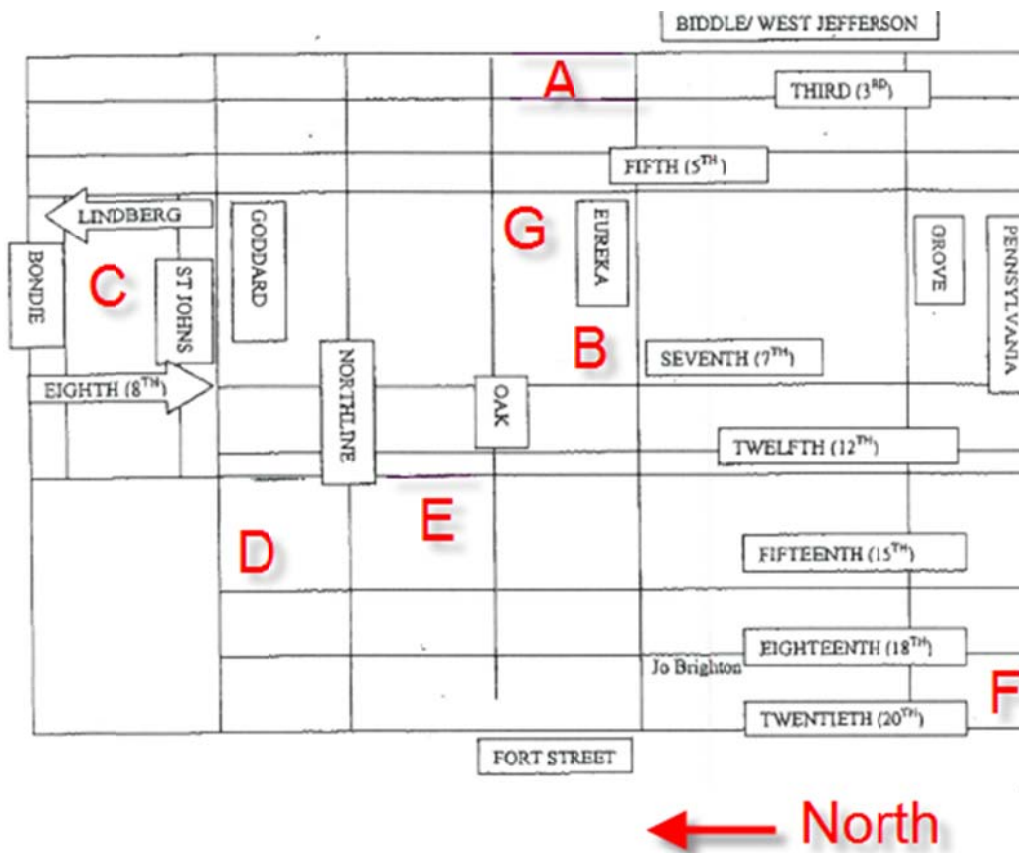 BIDDLE/ WEST JEFFERSON
A
THIRD (3RD)
FIFTH (5TH)
LINDBERG
GODDARD
G
EUREKA
GROVE
PENNSYLVANIA
BONDIE
C
ST JOHNS
B
SEVENTH (7TH)
NORTHLINE
EIGHTH (8TH)
OAK
TWELFTH (12TH)
E
D
FIFTEENTH (15TH)
EIGHTEENTH (18TH)
Jo Brighton
F
TWENTIETH (20TH)
FORT STREET
North